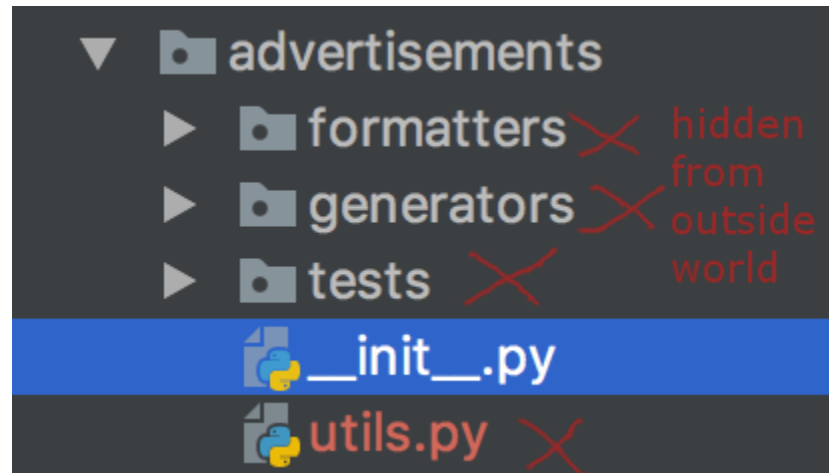 advertisements
formatters
hidden
from
generators
outside
world
tests
__init__.py
utils.py